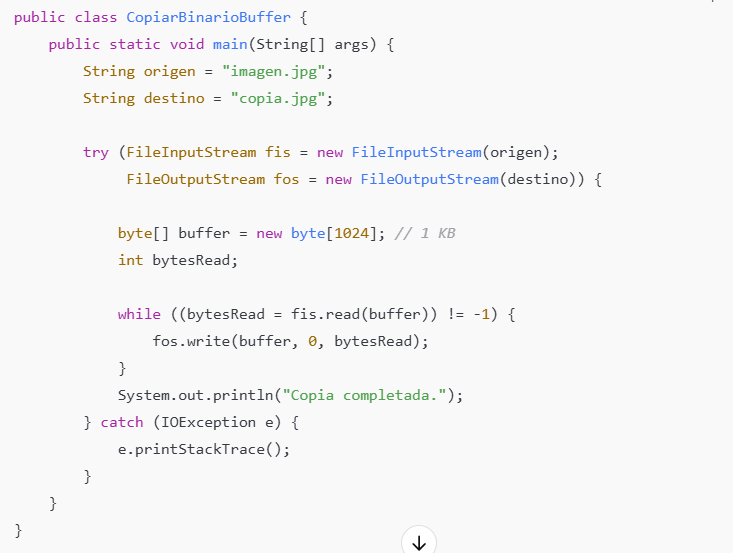 public class CopiarBinarioBuffer {
    public static void main(String[] args) {
        String origen = "imagen.jpg";
        String destino = "copia.jpg";

        try (FileInputStream fis = new FileInputStream(origen);
             FileOutputStream fos = new FileOutputStream(destino)) {

            byte[] buffer = new byte[1024]; // 1 KB
            int bytesRead;

            while ((bytesRead = fis.read(buffer)) != -1) {
                fos.write(buffer, 0, bytesRead);
            }
            System.out.println("Copia completada.");
        } catch (IOException e) {
            e.printStackTrace();
        }
    }
}